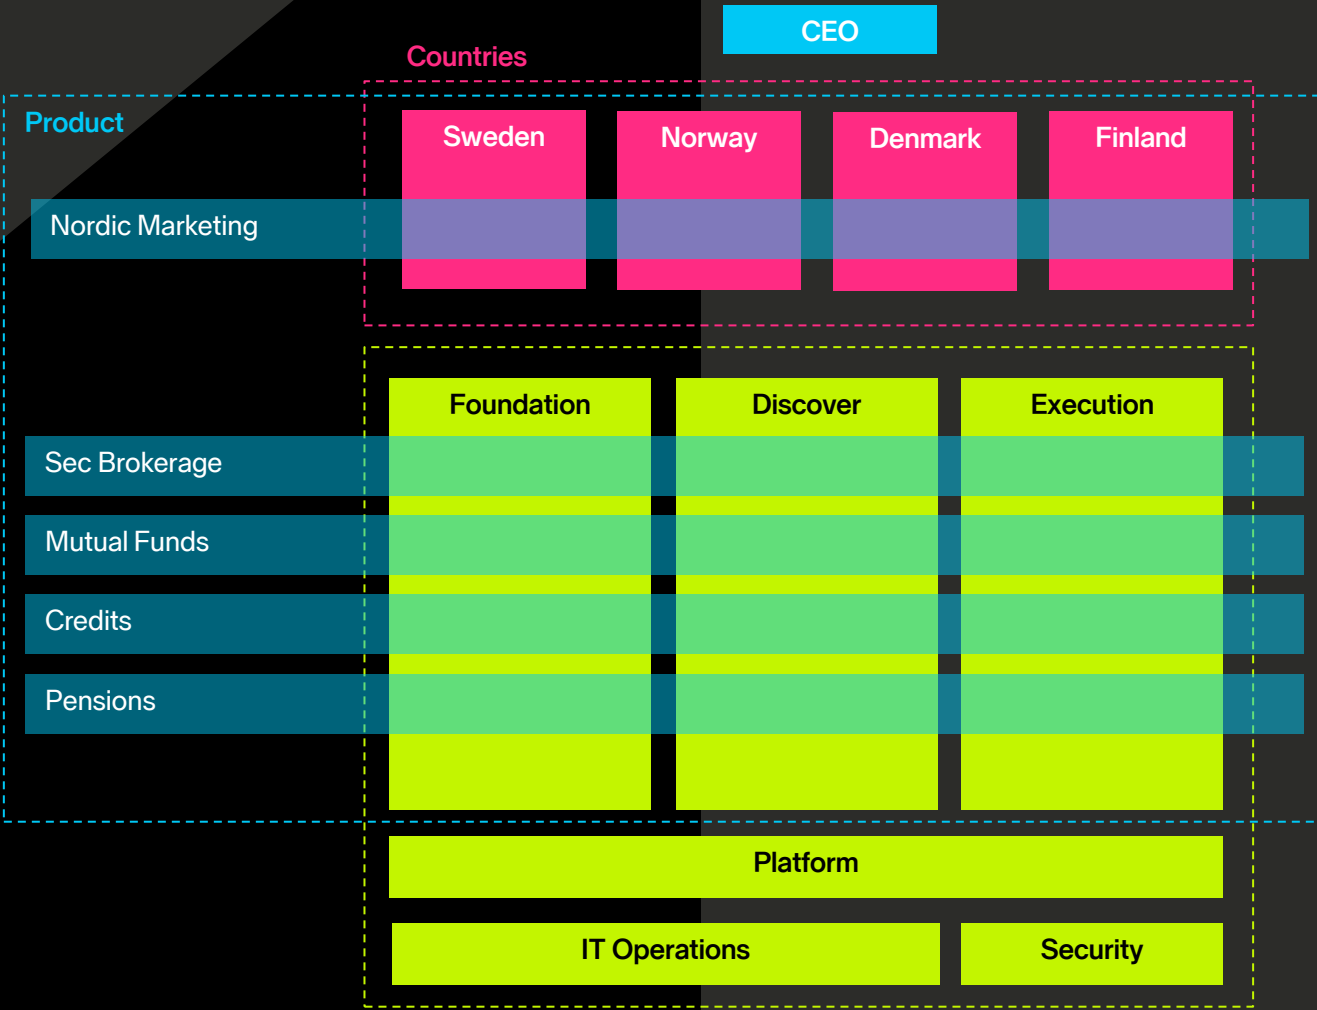 CEO
Countries
Product
Sweden
Norway
Denmark
Finland
Nordic Marketing
Foundation
Discover
Execution
Sec Brokerage
Mutual Funds
Credits
Pensions
Platform
IT Operations
Security